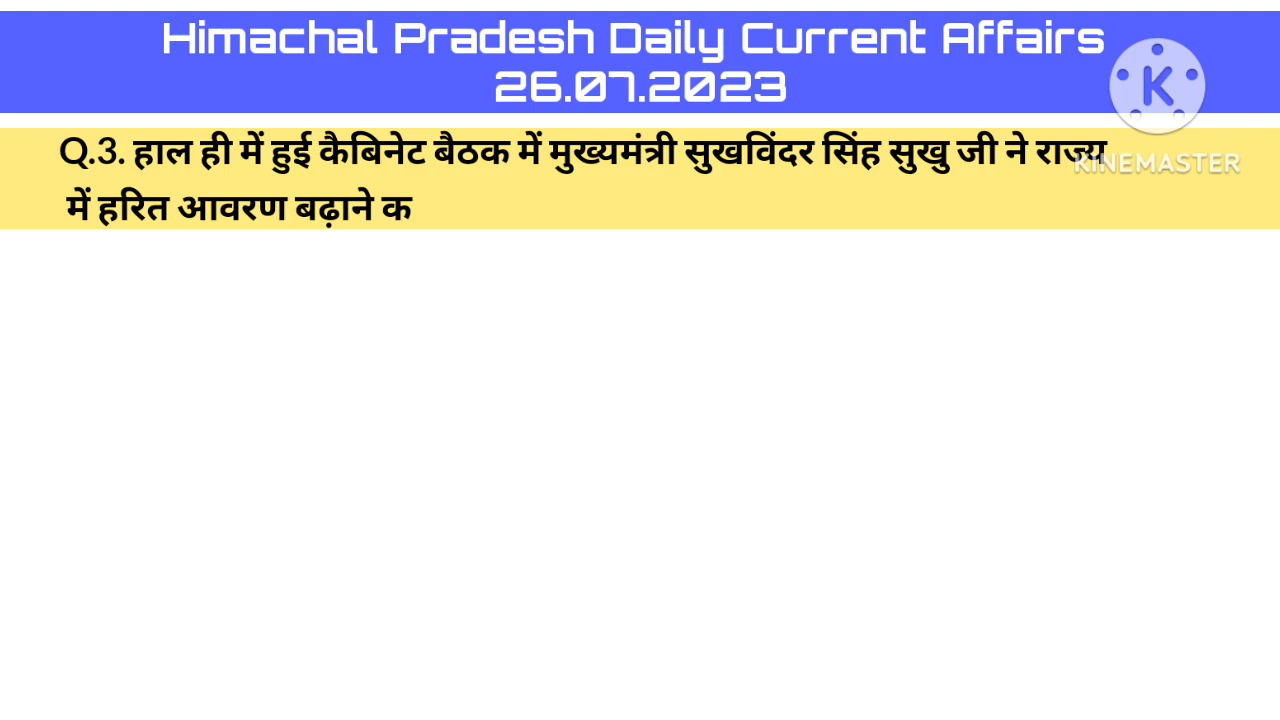 Himachal Pradesh Daily Current Affairs
26.07.2023
K
KINEMASTER
Q.3. हाल ही में हुई कैबिनेट बैठक में मुख्यमंत्री सुखविंदर सिंह सुखु जी ने राज्य
में हरित आवरण बढ़ाने क